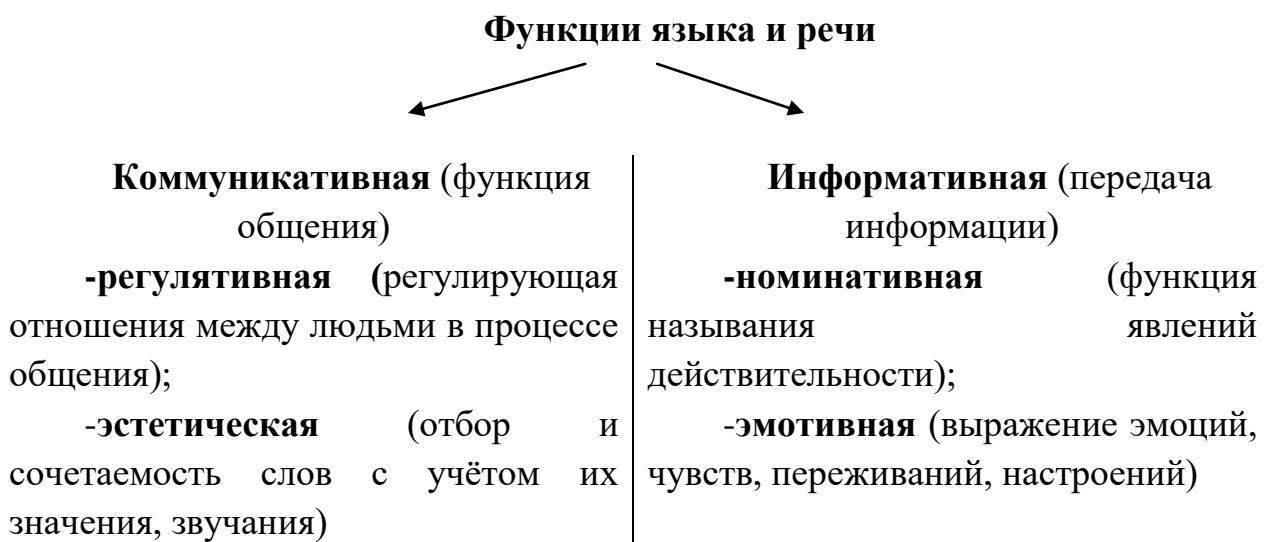 Функции языка и речи
Коммуникативная (функция
общения)
-регулятивная (регулирующая
отношения между людьми в процессе
общения);
-эстетическая (отбор и
сочетаемость слов с учётом их
значения, звучания)
Информативная (передача
информации)
-номинативная (функция
называния явлений
действительности);
-эмотивная (выражение эмоций,
чувств, переживаний, настроений)